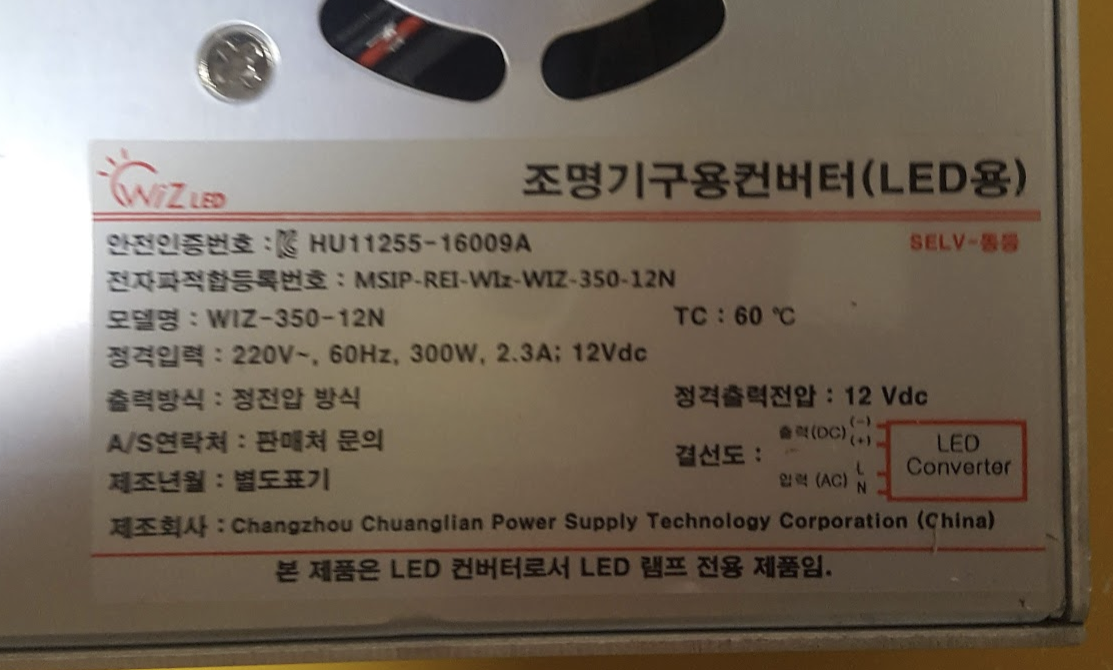 WiZ LED
조명기구용컨버터(LED용)
안전인증번호 : HU11255-16009A
SELV-동등
전자파적합등록번호 : MSIP-REI-WIz-WIZ-350-12N
모델명 : WIZ-350-12N
TC : 60 ℃
정격입력 : 220V~, 60Hz, 300W, 2.3A; 12Vdc
출력방식 : 정전압 방식
정격출력전압 : 12 Vdc
A/S연락처 : 판매처 문의
결선도 :
출력(DC) (-)
(+)
입력 (AC) L
N
LED
Converter
제조년월 : 별도표기
제조회사 : Changzhou Chuanglian Power Supply Technology Corporation (China)
본 제품은 LED 컨버터로서 LED 램프 전용 제품임.